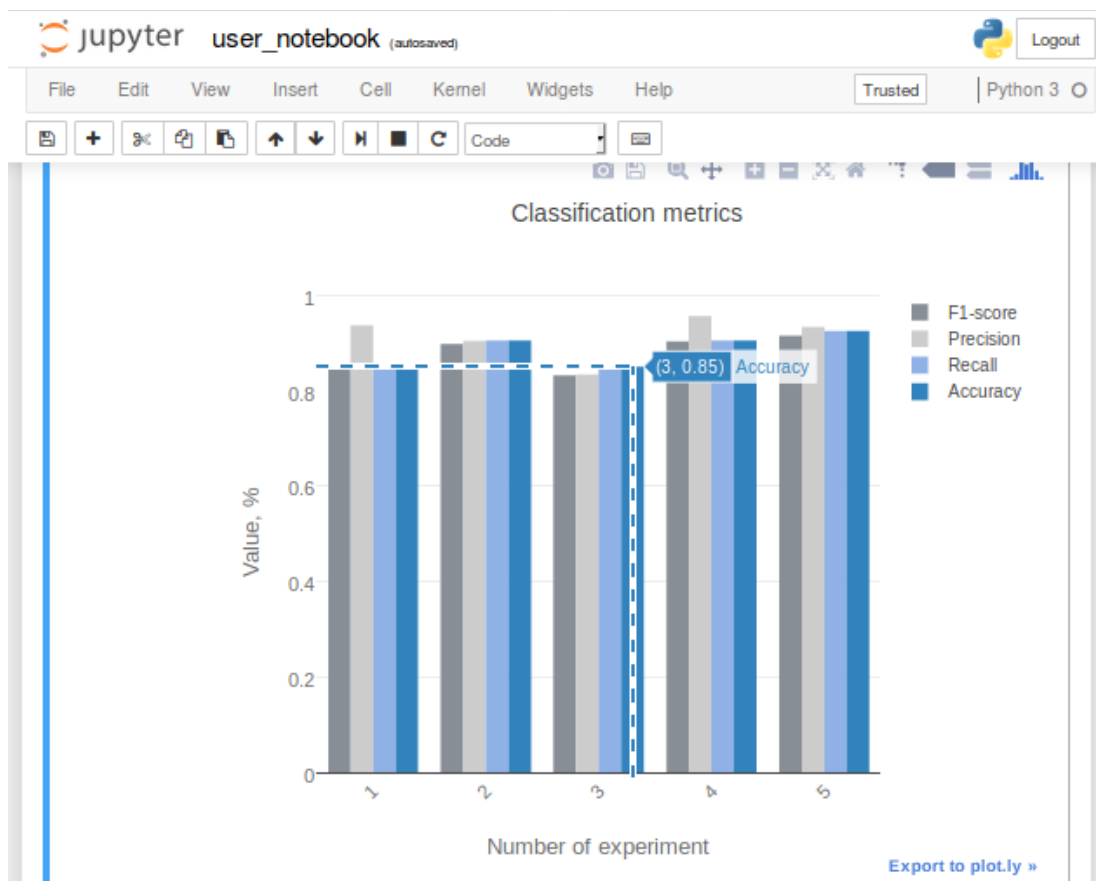 jupyter user_notebook (autosaved) Logout
File Edit View Insert Cell Kernel Widgets Help Trusted Python 3
Code
Classification metrics
1
0.8
0.6
0.4
0.2
0
Value, %
(3, 0.85) Accuracy
F1-score
Precision
Recall
Accuracy
1 2 3 4 5
Number of experiment
Export to plot.ly »